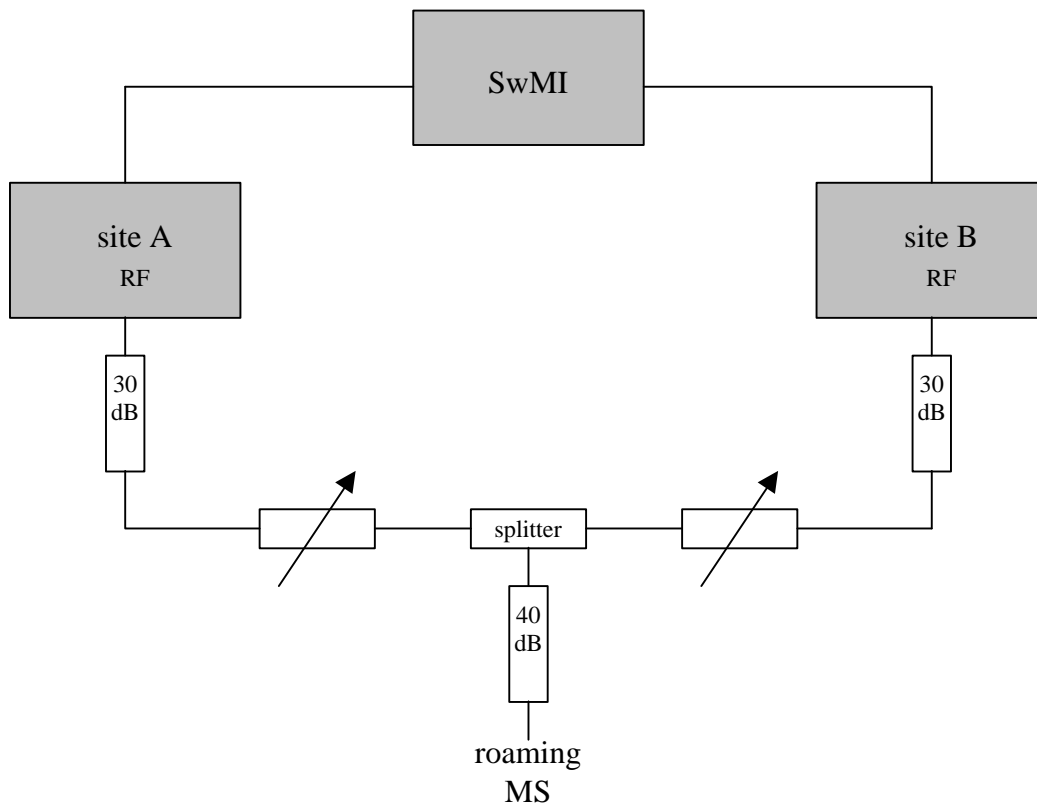 SwMI
site A
RF
site B
RF
30
dB
30
dB
splitter
40
dB
roaming
MS